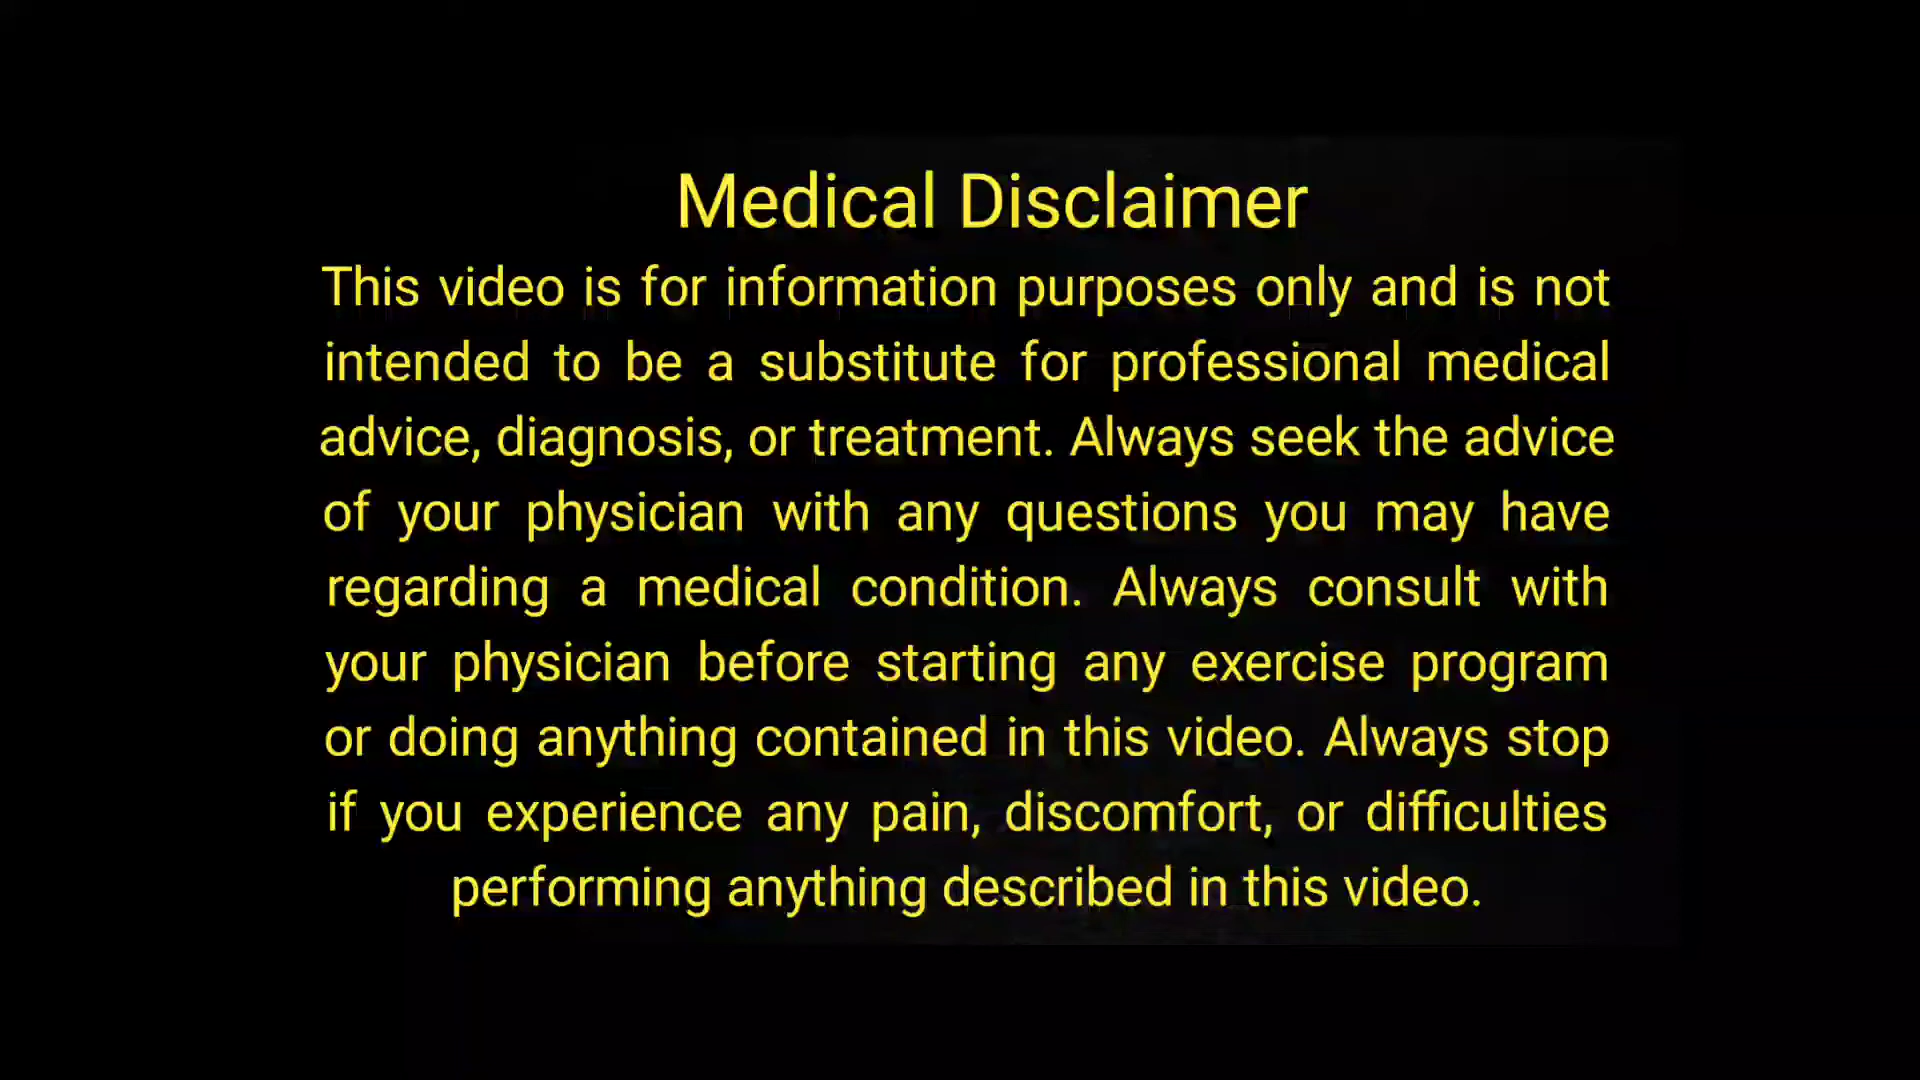 Medical Disclaimer
This video is for information purposes only and is not
intended to be a substitute for professional medical
advice, diagnosis, or treatment. Always seek the advice
of your physician with any questions you may have
regarding a medical condition. Always consult with
your physician before starting any exercise program
or doing anything contained in this video. Always stop
if you experience any pain, discomfort, or difficulties
performing anything described in this video.